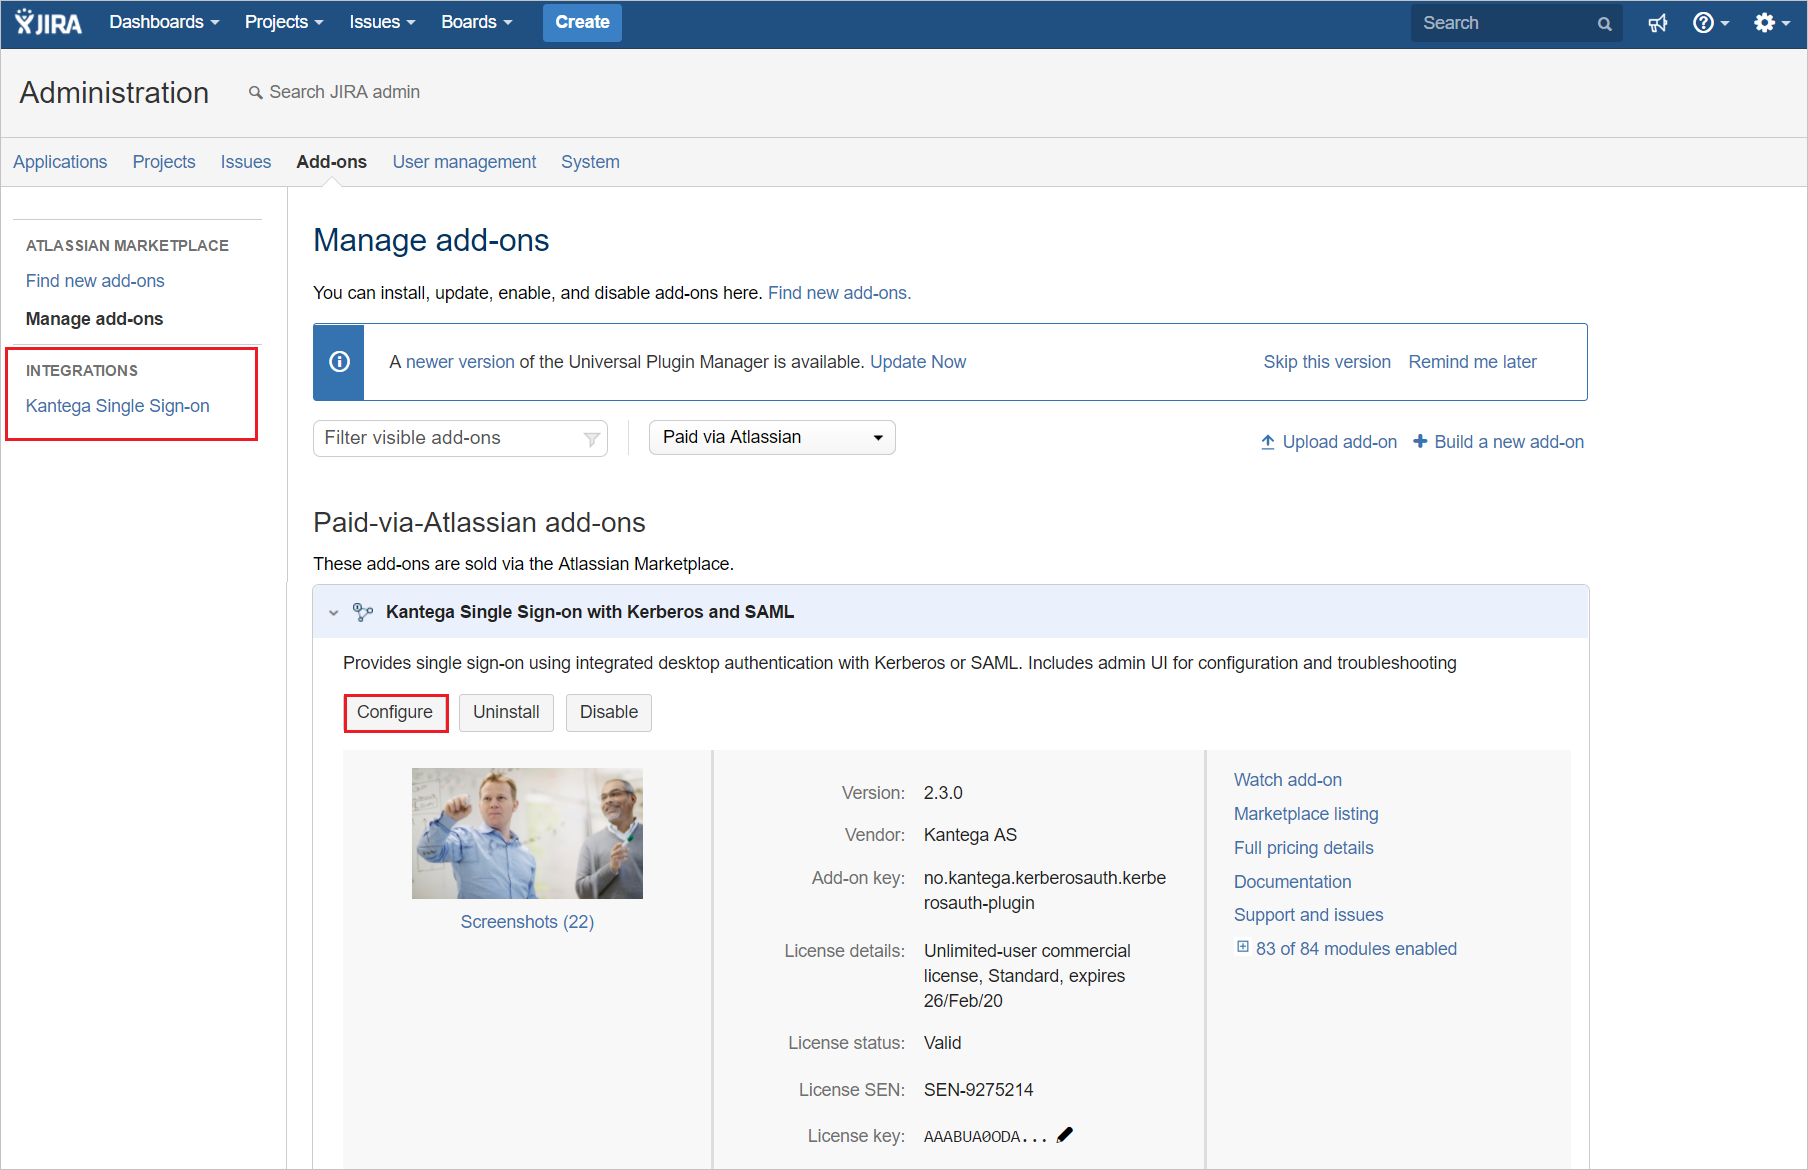 JIRA Dashboards Projects Issues Boards Create Search
Administration Search JIRA admin
Applications Projects Issues Add-ons User management System
ATLASSIAN MARKETPLACE
Find new add-ons
Manage add-ons
INTEGRATIONS
Kantega Single Sign-on
Manage add-ons
You can install, update, enable, and disable add-ons here. Find new add-ons.
A newer version of the Universal Plugin Manager is available. Update Now Skip this version Remind me later
Filter visible add-ons Paid via Atlassian Upload add-on Build a new add-on
Paid-via-Atlassian add-ons
These add-ons are sold via the Atlassian Marketplace.
Kantega Single Sign-on with Kerberos and SAML
Provides single sign-on using integrated desktop authentication with Kerberos or SAML. Includes admin UI for configuration and troubleshooting
Configure Uninstall Disable
Screenshots (22)
Version: 2.3.0
Vendor: Kantega AS
Add-on key: no.kantega.kerberosauth.kerbe
rosauth-plugin
License details: Unlimited-user commercial
license, Standard, expires
26/Feb/20
License status: Valid
License SEN: SEN-9275214
License key: AAABUA0ODA...
Watch add-on
Marketplace listing
Full pricing details
Documentation
Support and issues
83 of 84 modules enabled